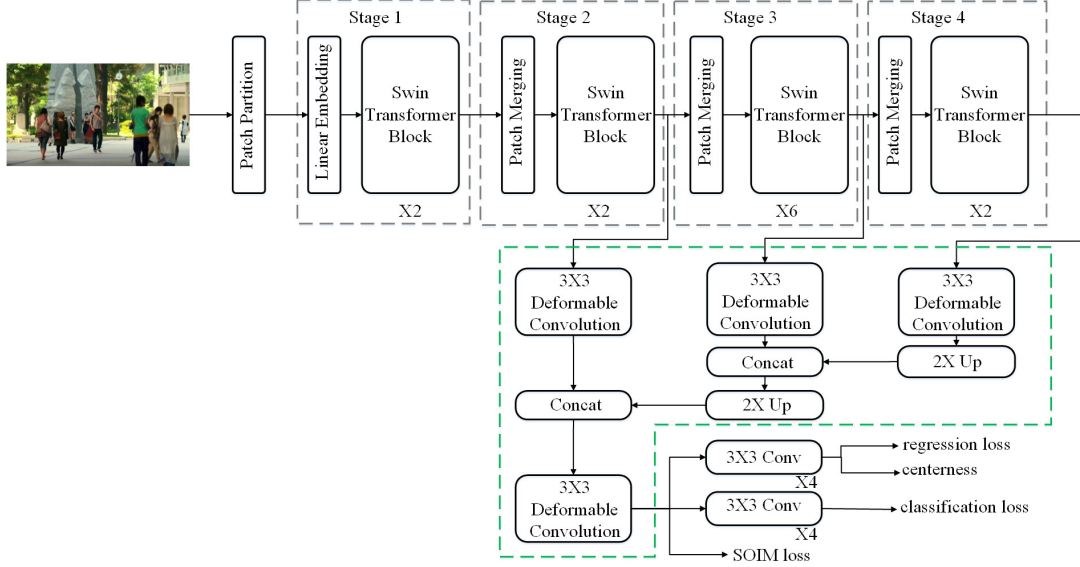 Stage 1
Stage 2
Stage 3
Stage 4
Patch Partition
Linear Embedding
Swin
Transformer
Block
X2
Patch Merging
Swin
Transformer
Block
X2
Patch Merging
Swin
Transformer
Block
X6
Patch Merging
Swin
Transformer
Block
X2
3X3
Deformable
Convolution
3X3
Deformable
Convolution
3X3
Deformable
Convolution
Concat
2X Up
Concat
2X Up
3X3
Deformable
Convolution
3X3 Conv
X4
regression loss
centerness
3X3 Conv
X4
classification loss
SOIM loss